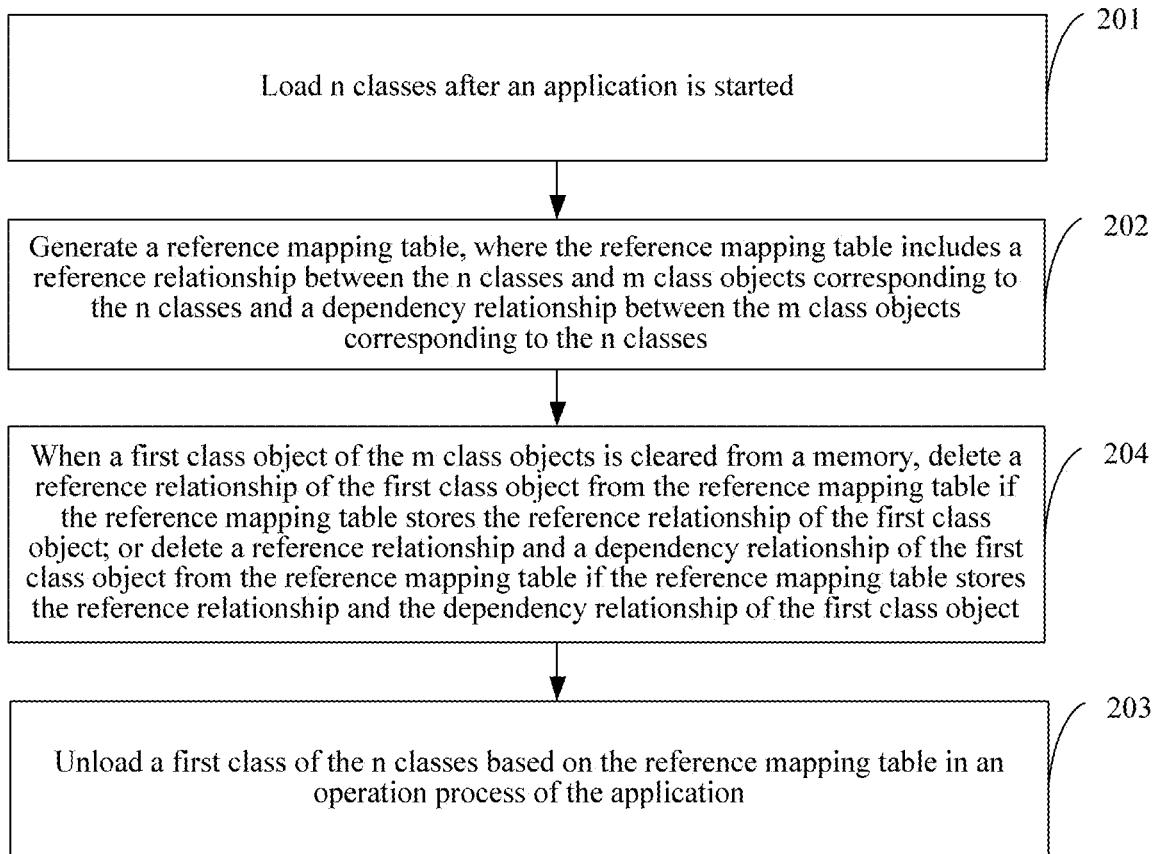 201
Load n classes after an application is started
202
Generate a reference mapping table, where the reference mapping table includes a
reference relationship between the n classes and m class objects corresponding to
the n classes and a dependency relationship between the m class objects
corresponding to the n classes
204
When a first class object of the m class objects is cleared from a memory, delete a
reference relationship of the first class object from the reference mapping table if
the reference mapping table stores the reference relationship of the first class
object; or delete a reference relationship and a dependency relationship of the first
class object from the reference mapping table if the reference mapping table stores
the reference relationship and the dependency relationship of the first class object
203
Unload a first class of the n classes based on the reference mapping table in an
operation process of the application